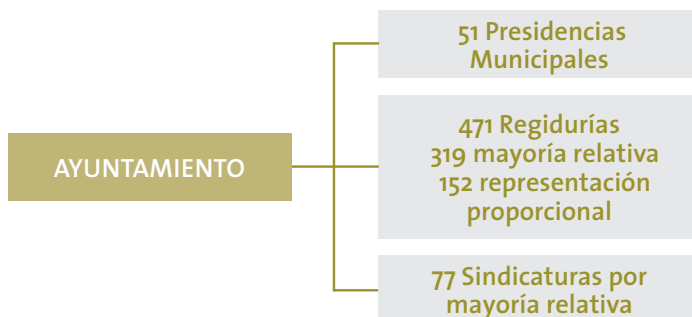 AYUNTAMIENTO
51 Presidencias
Municipales
471 Regidurías
319 mayoría relativa
152 representación
proporcional
77 Sindicaturas por
mayoría relativa